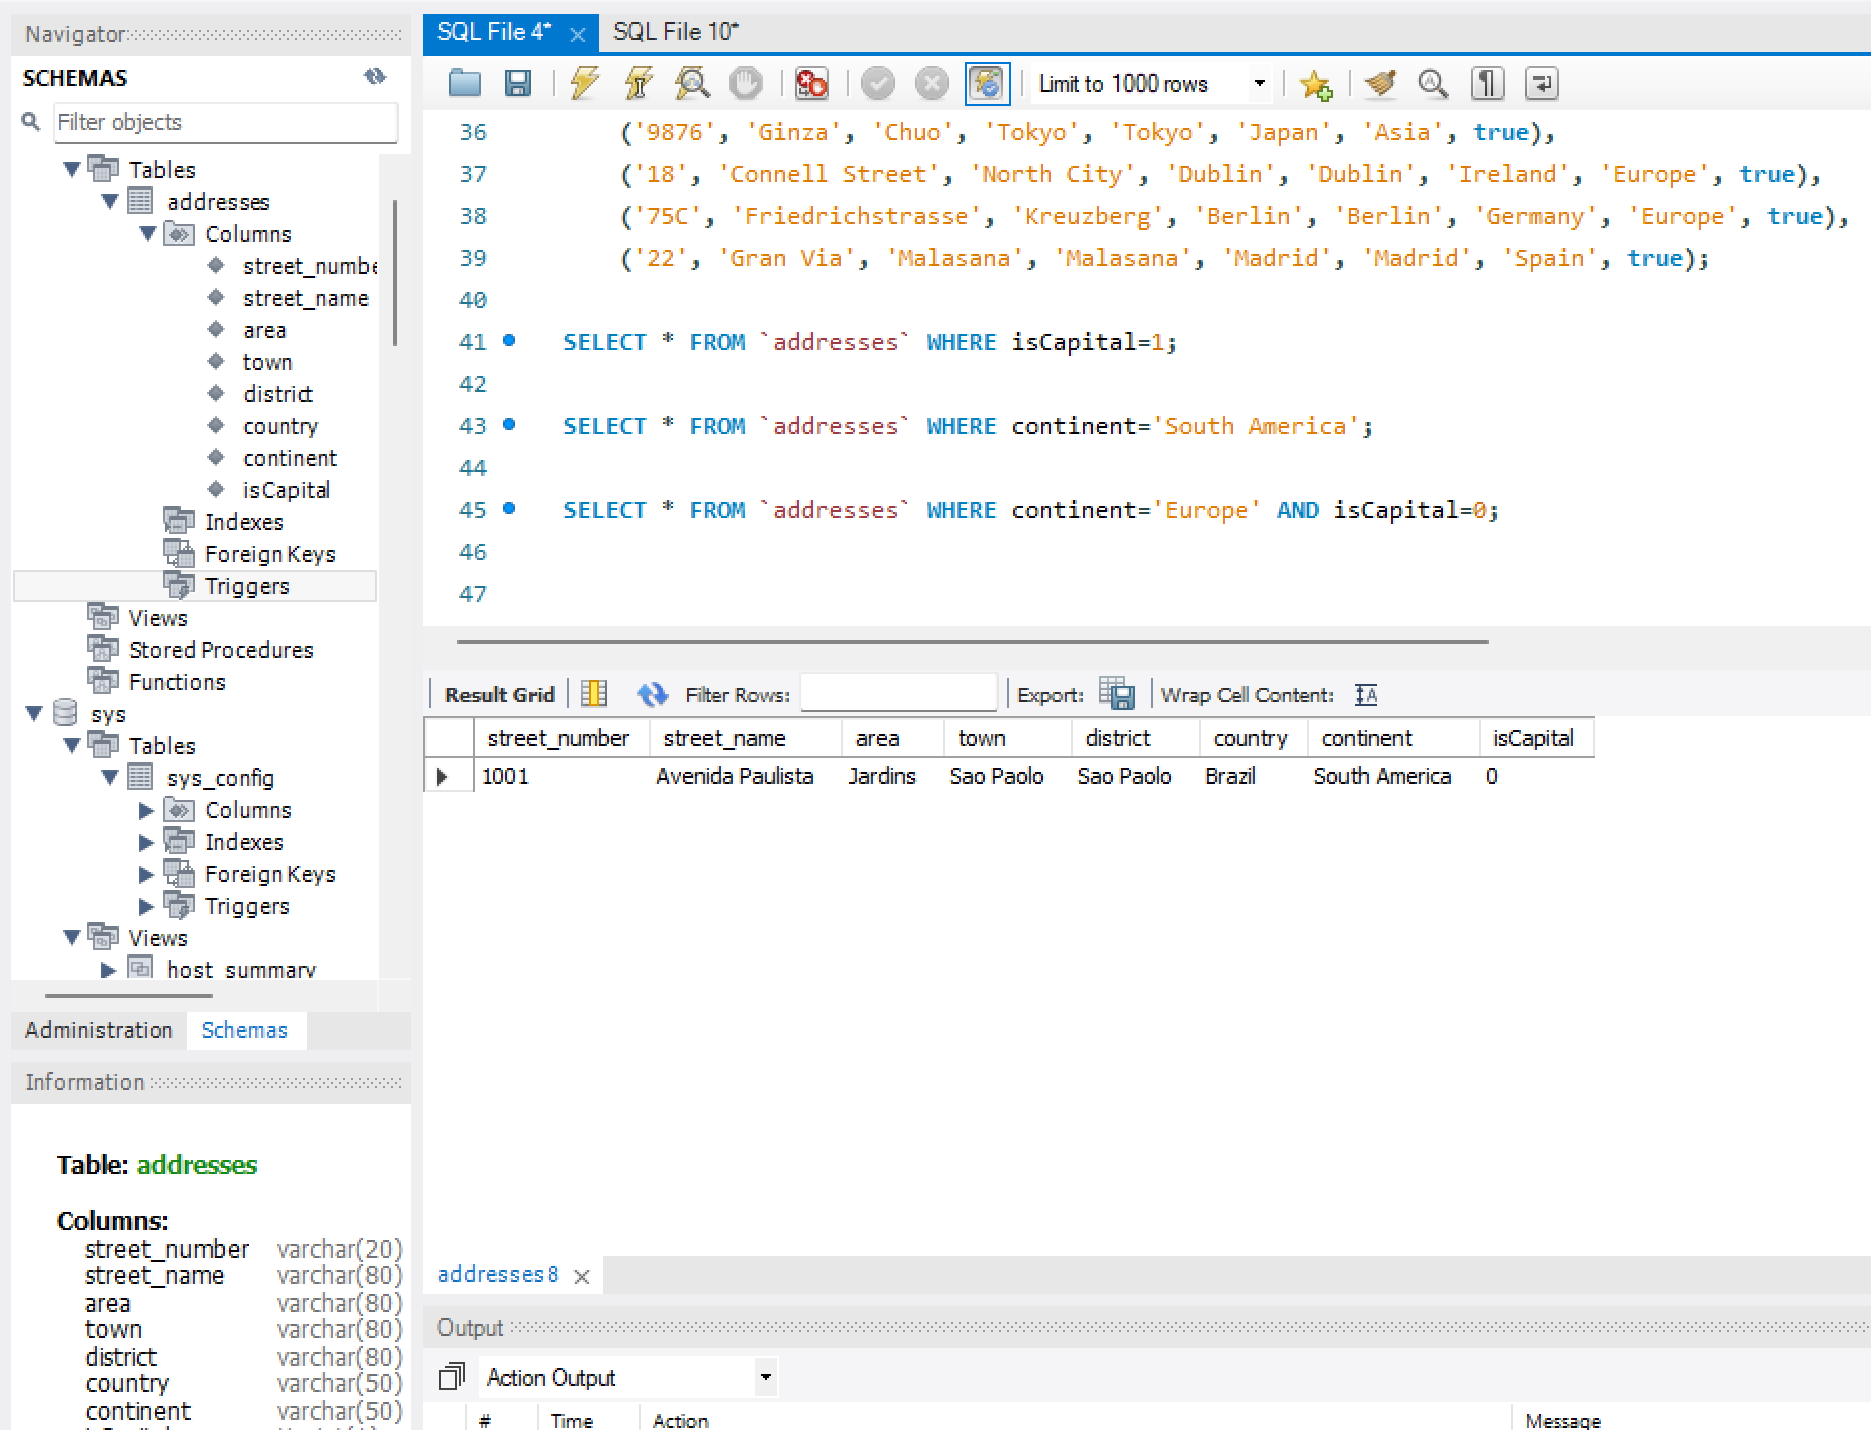 Navigator
SCHEMAS
Filter objects
Tables
addresses
Columns
street_numbe
street_name
area
town
district
country
continent
isCapital
Indexes
Foreign Keys
Triggers
Views
Stored Procedures
Functions
sys
Tables
sys_config
Columns
Indexes
Foreign Keys
Triggers
Views
host_summary
Administration Schemas
Information
Table: addresses
Columns:
street_number varchar(20)
street_name varchar(80)
area varchar(80)
town varchar(80)
district varchar(80)
country varchar(50)
continent varchar(50)
SQL File 4* SQL File 10*
Limit to 1000 rows
36 ('9876', 'Ginza', 'Chuo', 'Tokyo', 'Tokyo', 'Japan', 'Asia', true),
37 ('18', 'Connell Street', 'North City', 'Dublin', 'Dublin', 'Ireland', 'Europe', true),
38 ('75C', 'Friedrichstrasse', 'Kreuzberg', 'Berlin', 'Berlin', 'Germany', 'Europe', true),
39 ('22', 'Gran Via', 'Malasana', 'Malasana', 'Madrid', 'Madrid', 'Spain', true);
40
41 SELECT * FROM `addresses` WHERE isCapital=1;
42
43 SELECT * FROM `addresses` WHERE continent='South America';
44
45 SELECT * FROM `addresses` WHERE continent='Europe' AND isCapital=0;
46
47
Result Grid Filter Rows: Export: Wrap Cell Content:
street_number street_name area town district country continent isCapital
1001 Avenida Paulista Jardins Sao Paolo Sao Paolo Brazil South America 0
addresses 8
Output
Action Output
# Time Action Message